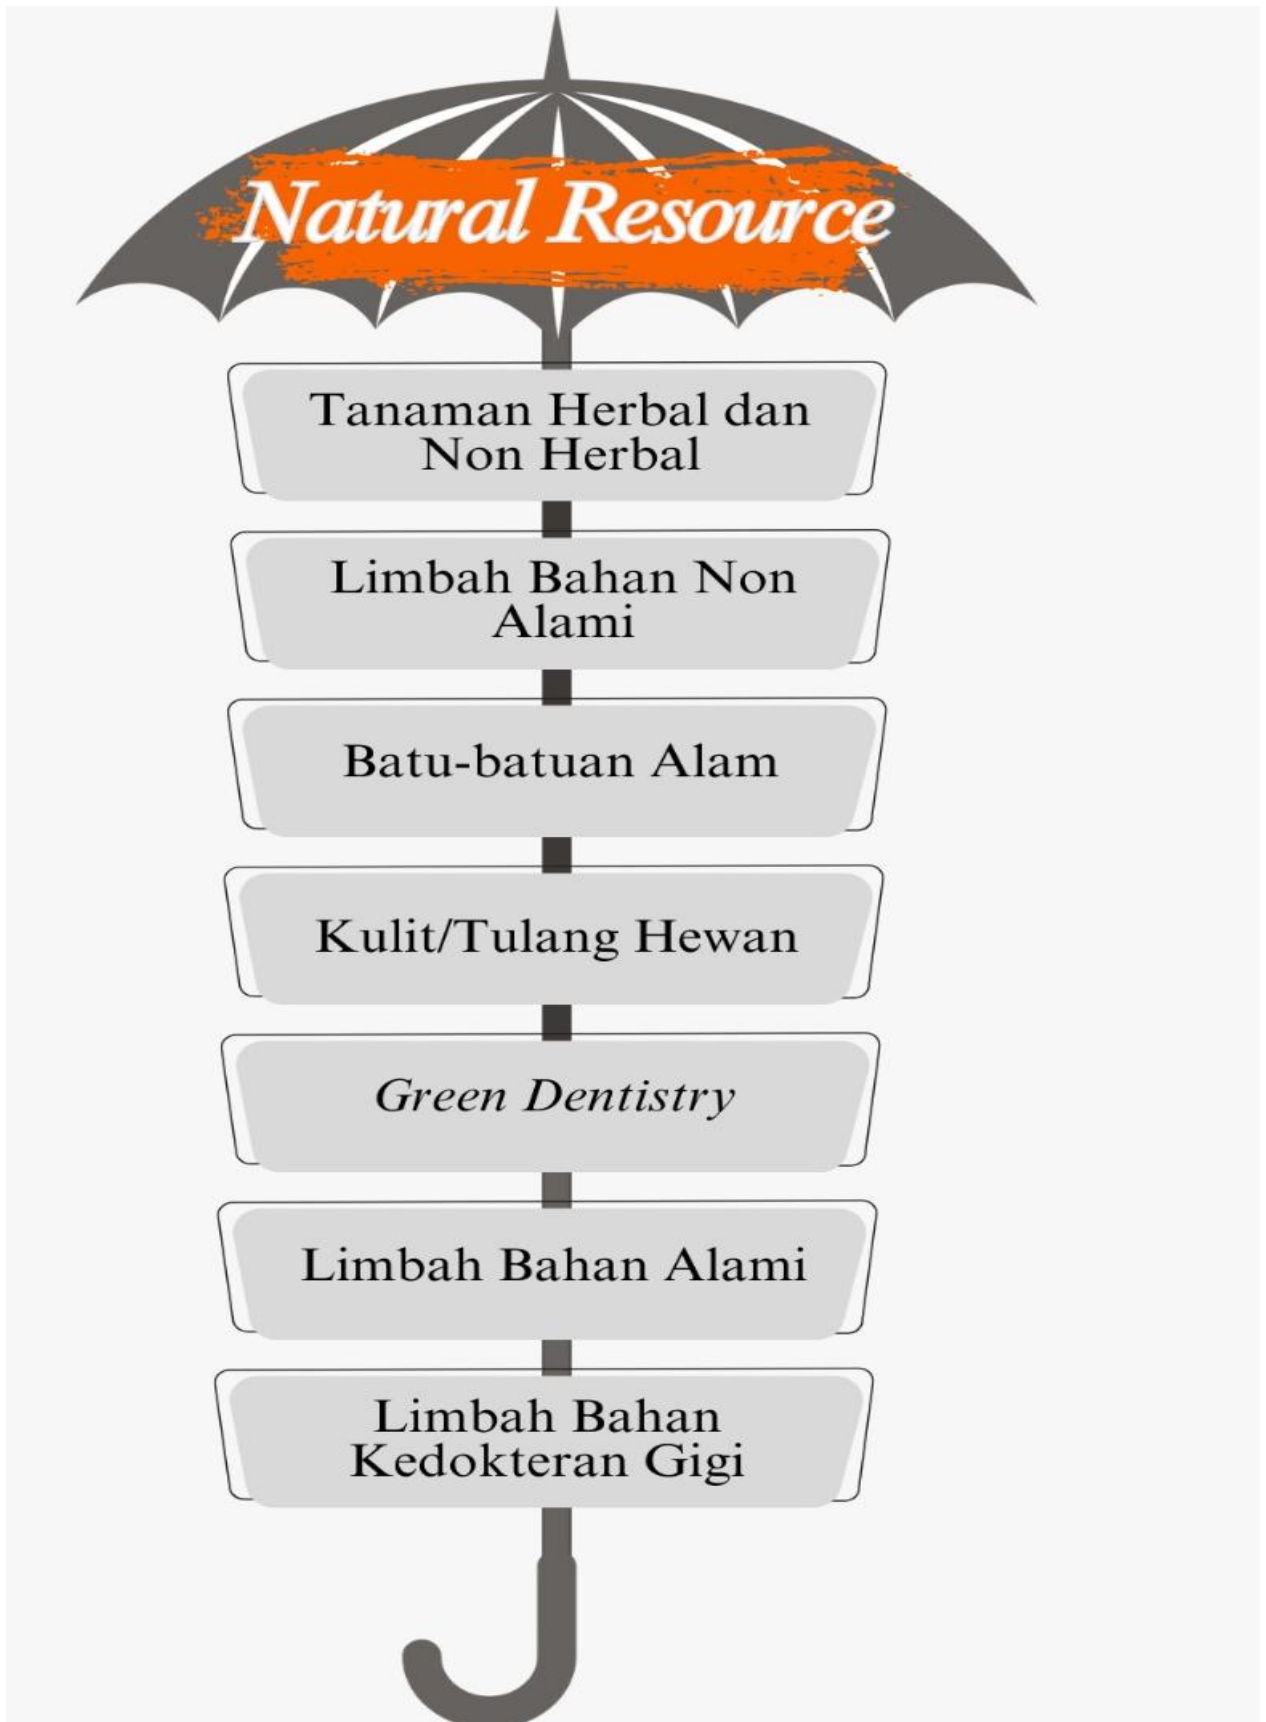 Natural Resource
Tanaman Herbal dan
Non Herbal
Limbah Bahan Non
Alami
Batu-batuan Alam
Kulit/Tulang Hewan
Green Dentistry
Limbah Bahan Alami
Limbah Bahan
Kedokteran Gigi